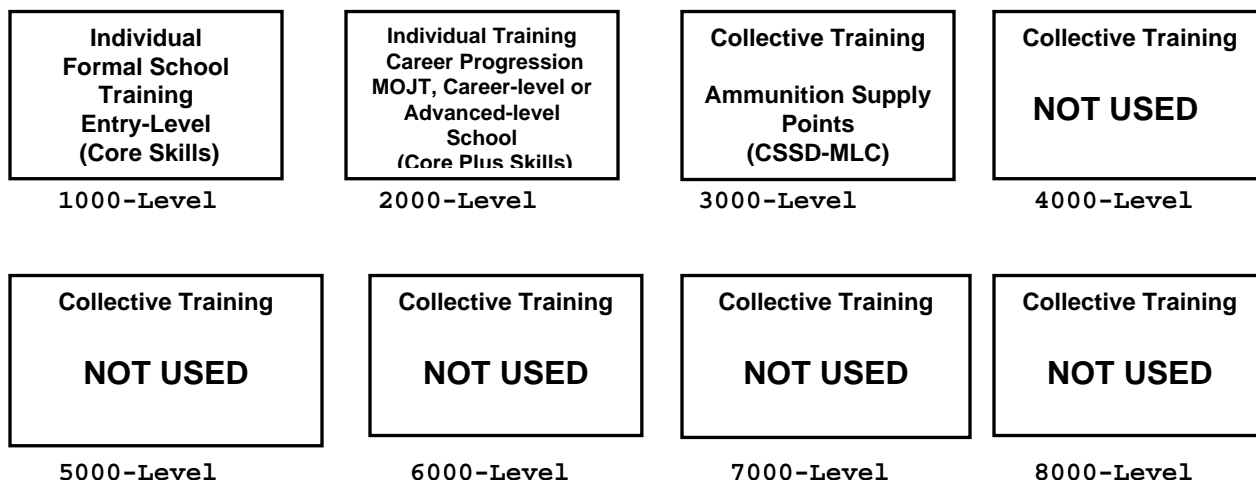 Individual
Formal School
Training
Entry-Level
(Core Skills)
1000-Level
Individual Training
Career Progression
MOJT, Career-level or
Advanced-level
School
(Core Plus Skills)
2000-Level
Collective Training
Ammunition Supply
Points
(CSSD-MLC)
3000-Level
Collective Training
NOT USED
4000-Level
Collective Training
NOT USED
5000-Level
Collective Training
NOT USED
6000-Level
Collective Training
NOT USED
7000-Level
Collective Training
NOT USED
8000-Level